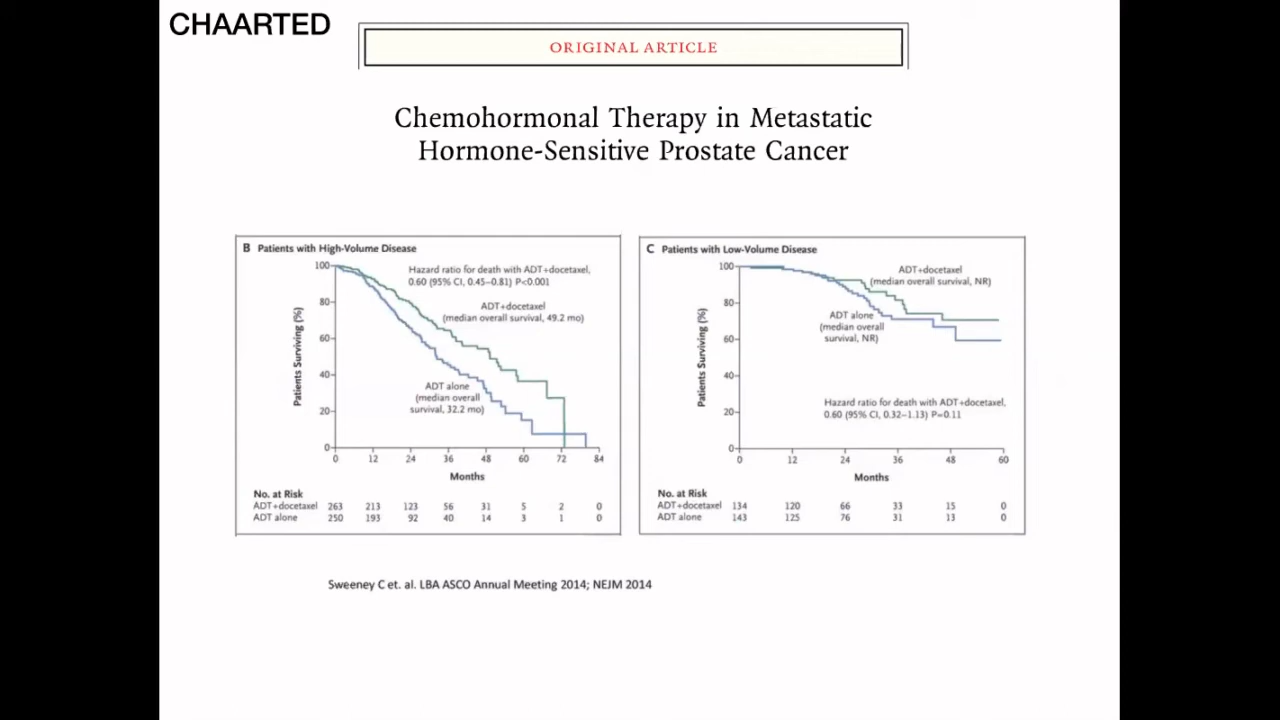 CHAARTED
ORIGINAL ARTICLE
Chemohormonal Therapy in Metastatic
Hormone-Sensitive Prostate Cancer
B Patients with High-Volume Disease
100
80
60
40
20
0
Patients Surviving (%)
Hazard ratio for death with ADT+docetaxel,
0.60 (95% CI, 0.45–0.81) P<0.001
ADT+docetaxel
(median overall survival, 49.2 mo)
ADT alone
(median overall
survival, 32.2 mo)
0 12 24 36 48 60 72 84
Months
No. at Risk
ADT+docetaxel 263 213 123 56 31 5 2 0
ADT alone 250 193 92 40 14 3 1 0
C Patients with Low-Volume Disease
100
80
60
40
20
0
Patients Surviving (%)
ADT+docetaxel
(median overall survival, NR)
ADT alone
(median overall
survival, NR)
Hazard ratio for death with ADT+docetaxel,
0.60 (95% CI, 0.32–1.13) P=0.11
0 12 24 36 48 60
Months
No. at Risk
ADT+docetaxel 134 120 66 33 15 0
ADT alone 143 125 76 31 13 0
Sweeney C et. al. LBA ASCO Annual Meeting 2014; NEJM 2014